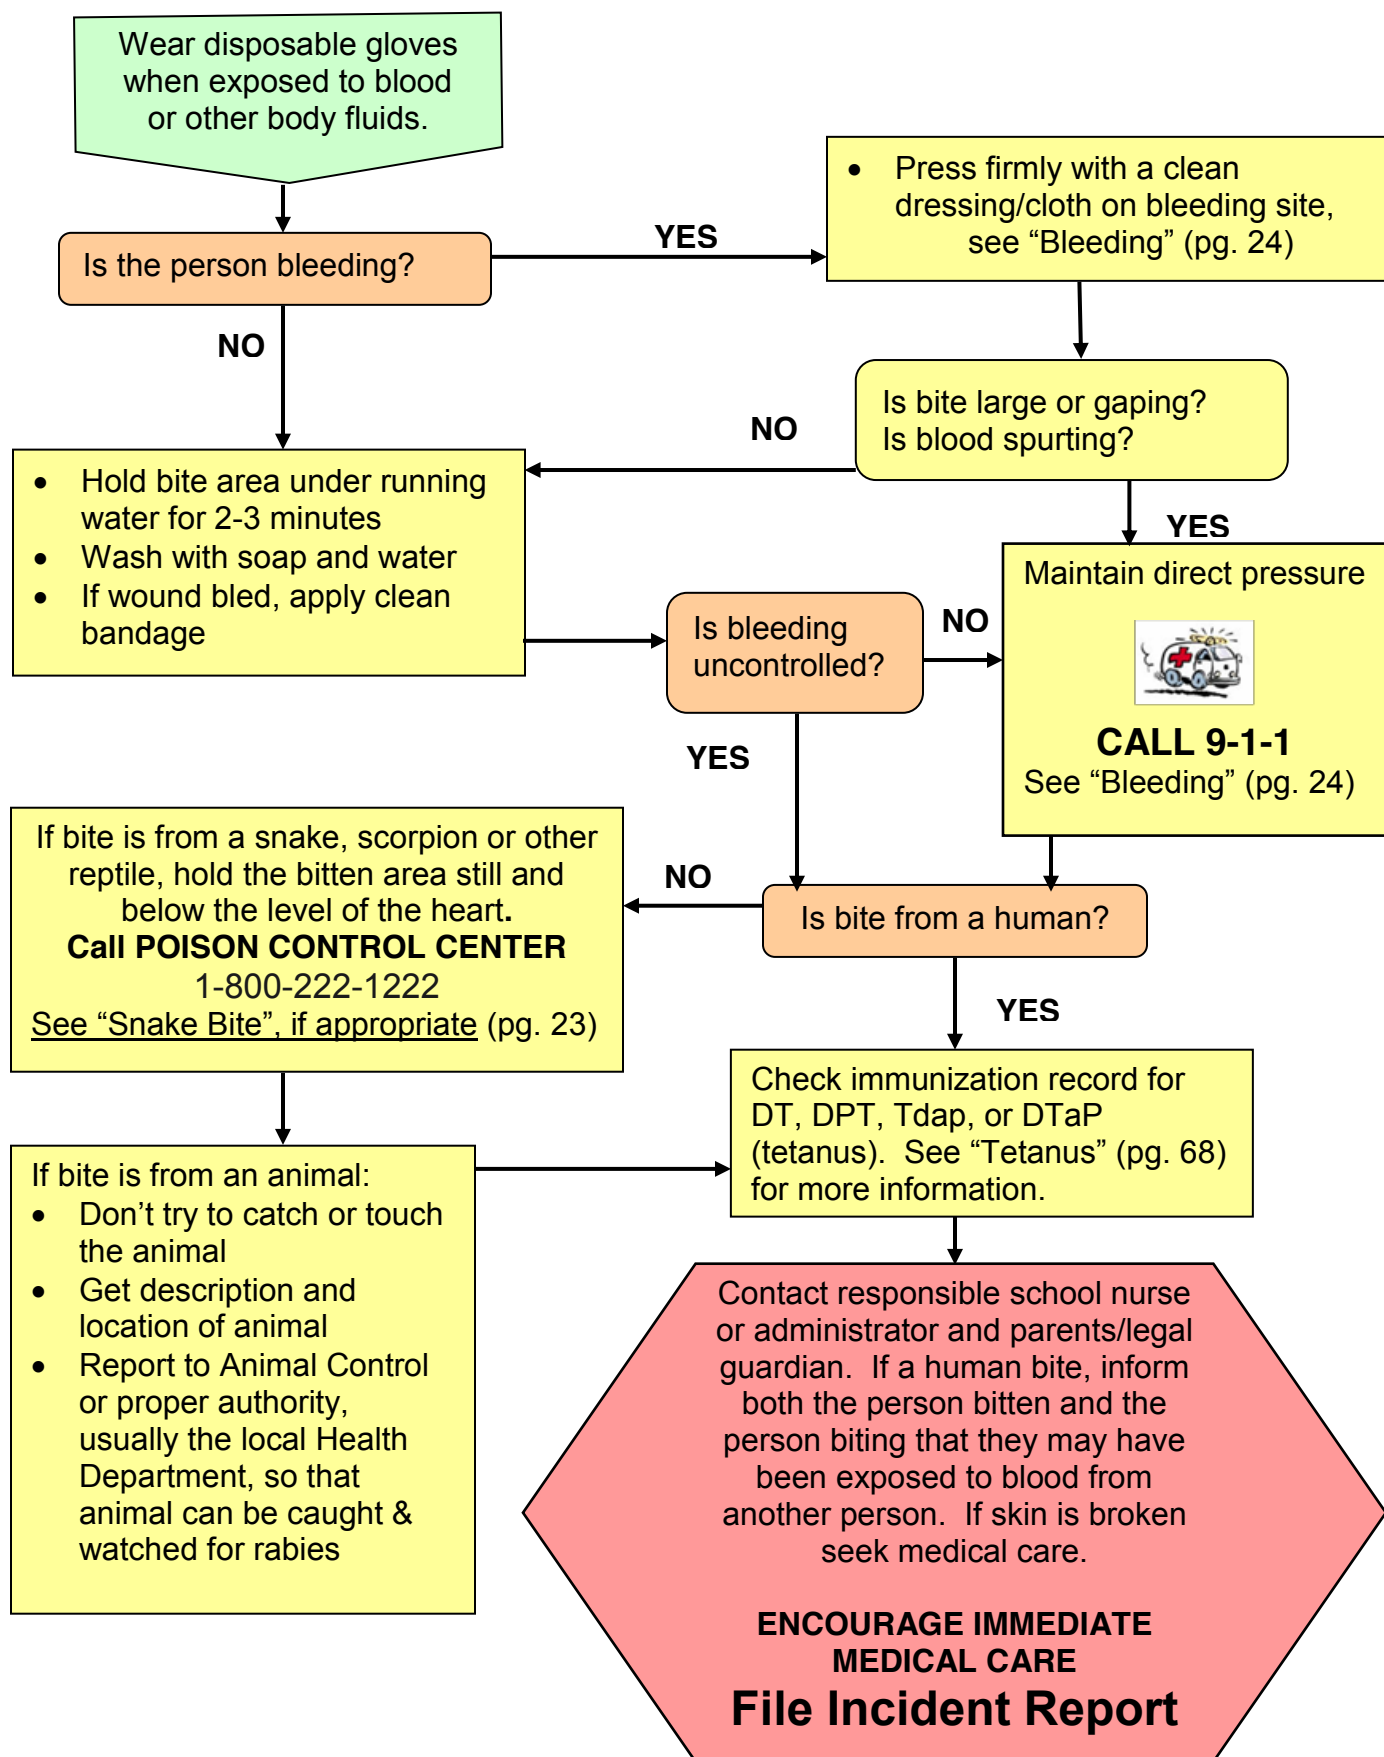 Wear disposable gloves
when exposed to blood
or other body fluids.
• Press firmly with a clean
dressing/cloth on bleeding site,
see “Bleeding” (pg. 24)
YES
Is the person bleeding?
NO
Is bite large or gaping?
Is blood spurting?
NO
YES
• Hold bite area under running
water for 2-3 minutes
• Wash with soap and water
• If wound bled, apply clean
bandage
Is bleeding
uncontrolled?
NO
YES
Maintain direct pressure
CALL 9-1-1
See “Bleeding” (pg. 24)
If bite is from a snake, scorpion or other
reptile, hold the bitten area still and
below the level of the heart.
Call POISON CONTROL CENTER
1-800-222-1222
See “Snake Bite”, if appropriate (pg. 23)
NO
Is bite from a human?
YES
Check immunization record for
DT, DPT, Tdap, or DTaP
(tetanus).  See “Tetanus” (pg. 68)
for more information.
If bite is from an animal:
• Don’t try to catch or touch
the animal
• Get description and
location of animal
• Report to Animal Control
or proper authority,
usually the local Health
Department, so that
animal can be caught &
watched for rabies
Contact responsible school nurse
or administrator and parents/legal
guardian.  If a human bite, inform
both the person bitten and the
person biting that they may have
been exposed to blood from
another person.  If skin is broken
seek medical care.
ENCOURAGE IMMEDIATE
MEDICAL CARE
File Incident Report